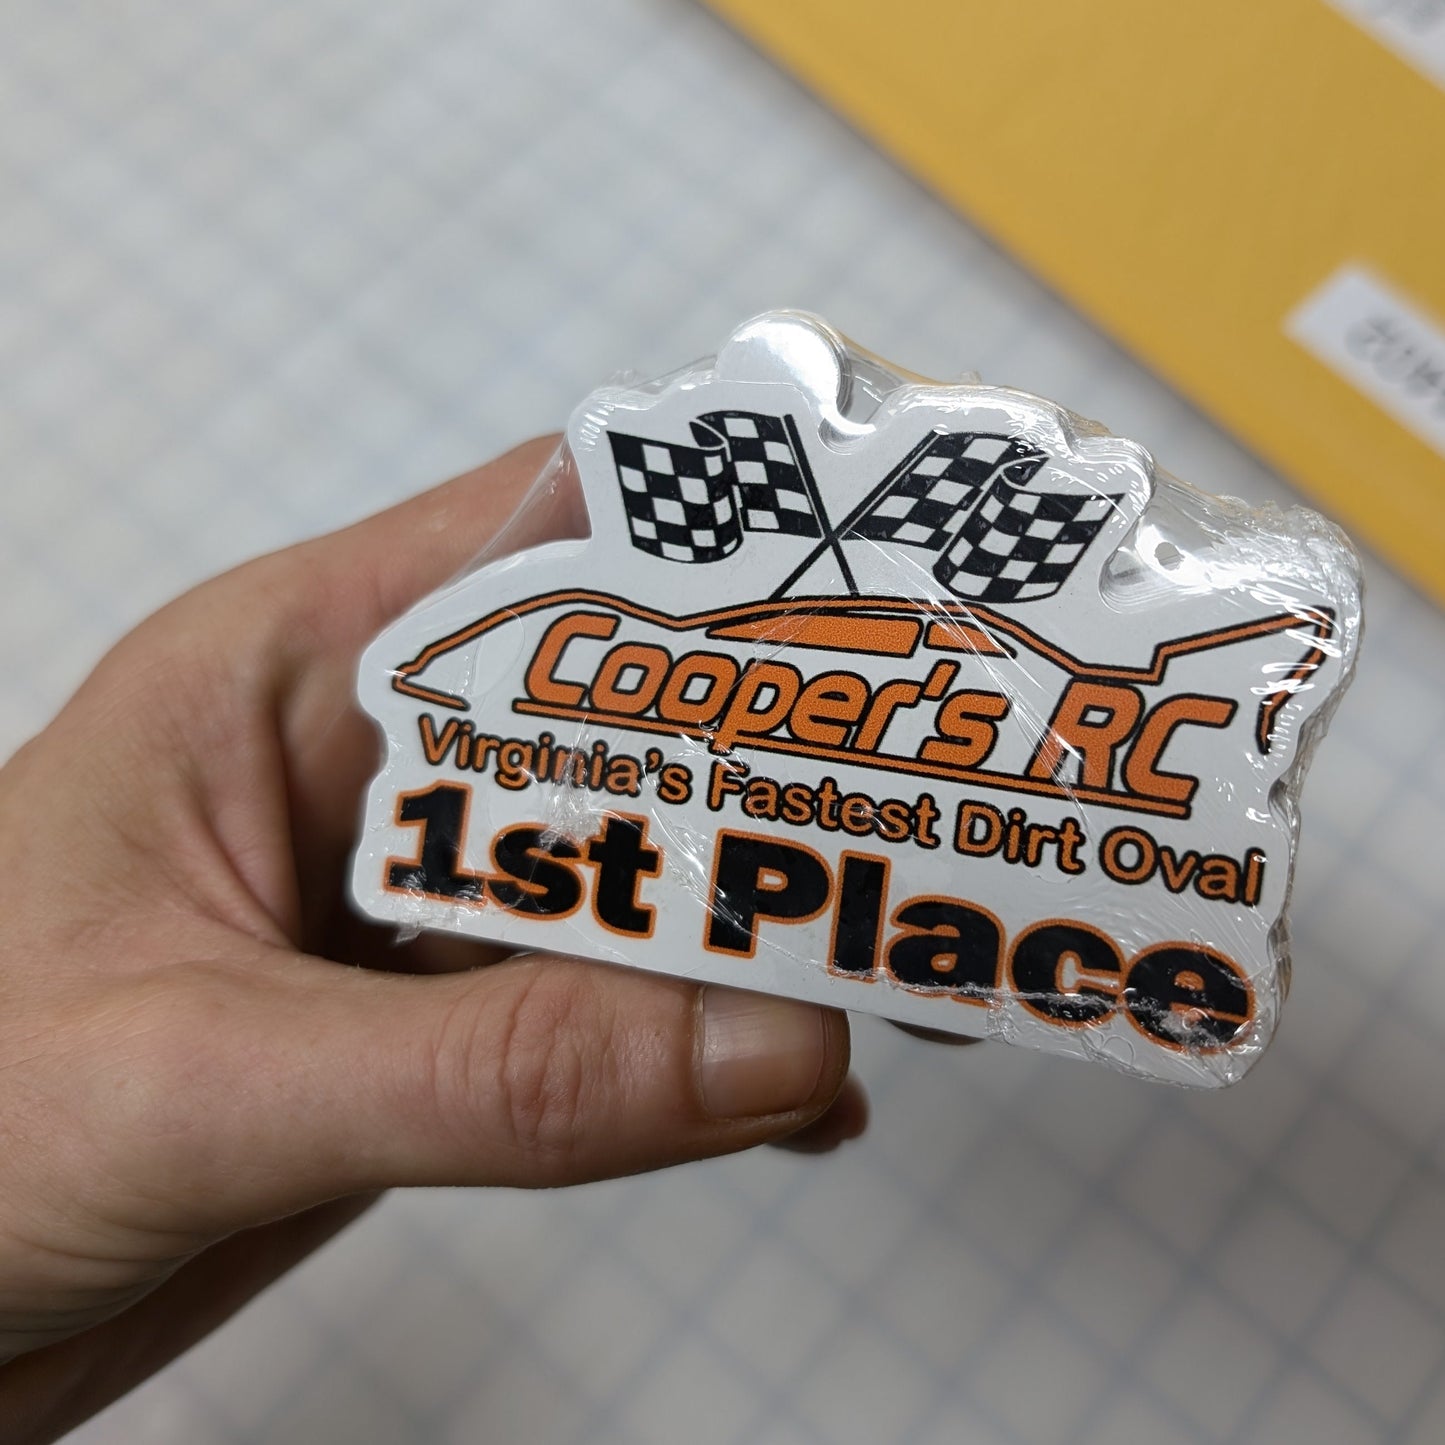 Cooper's RC
Virginia's Fastest Dirt Oval
1st Place